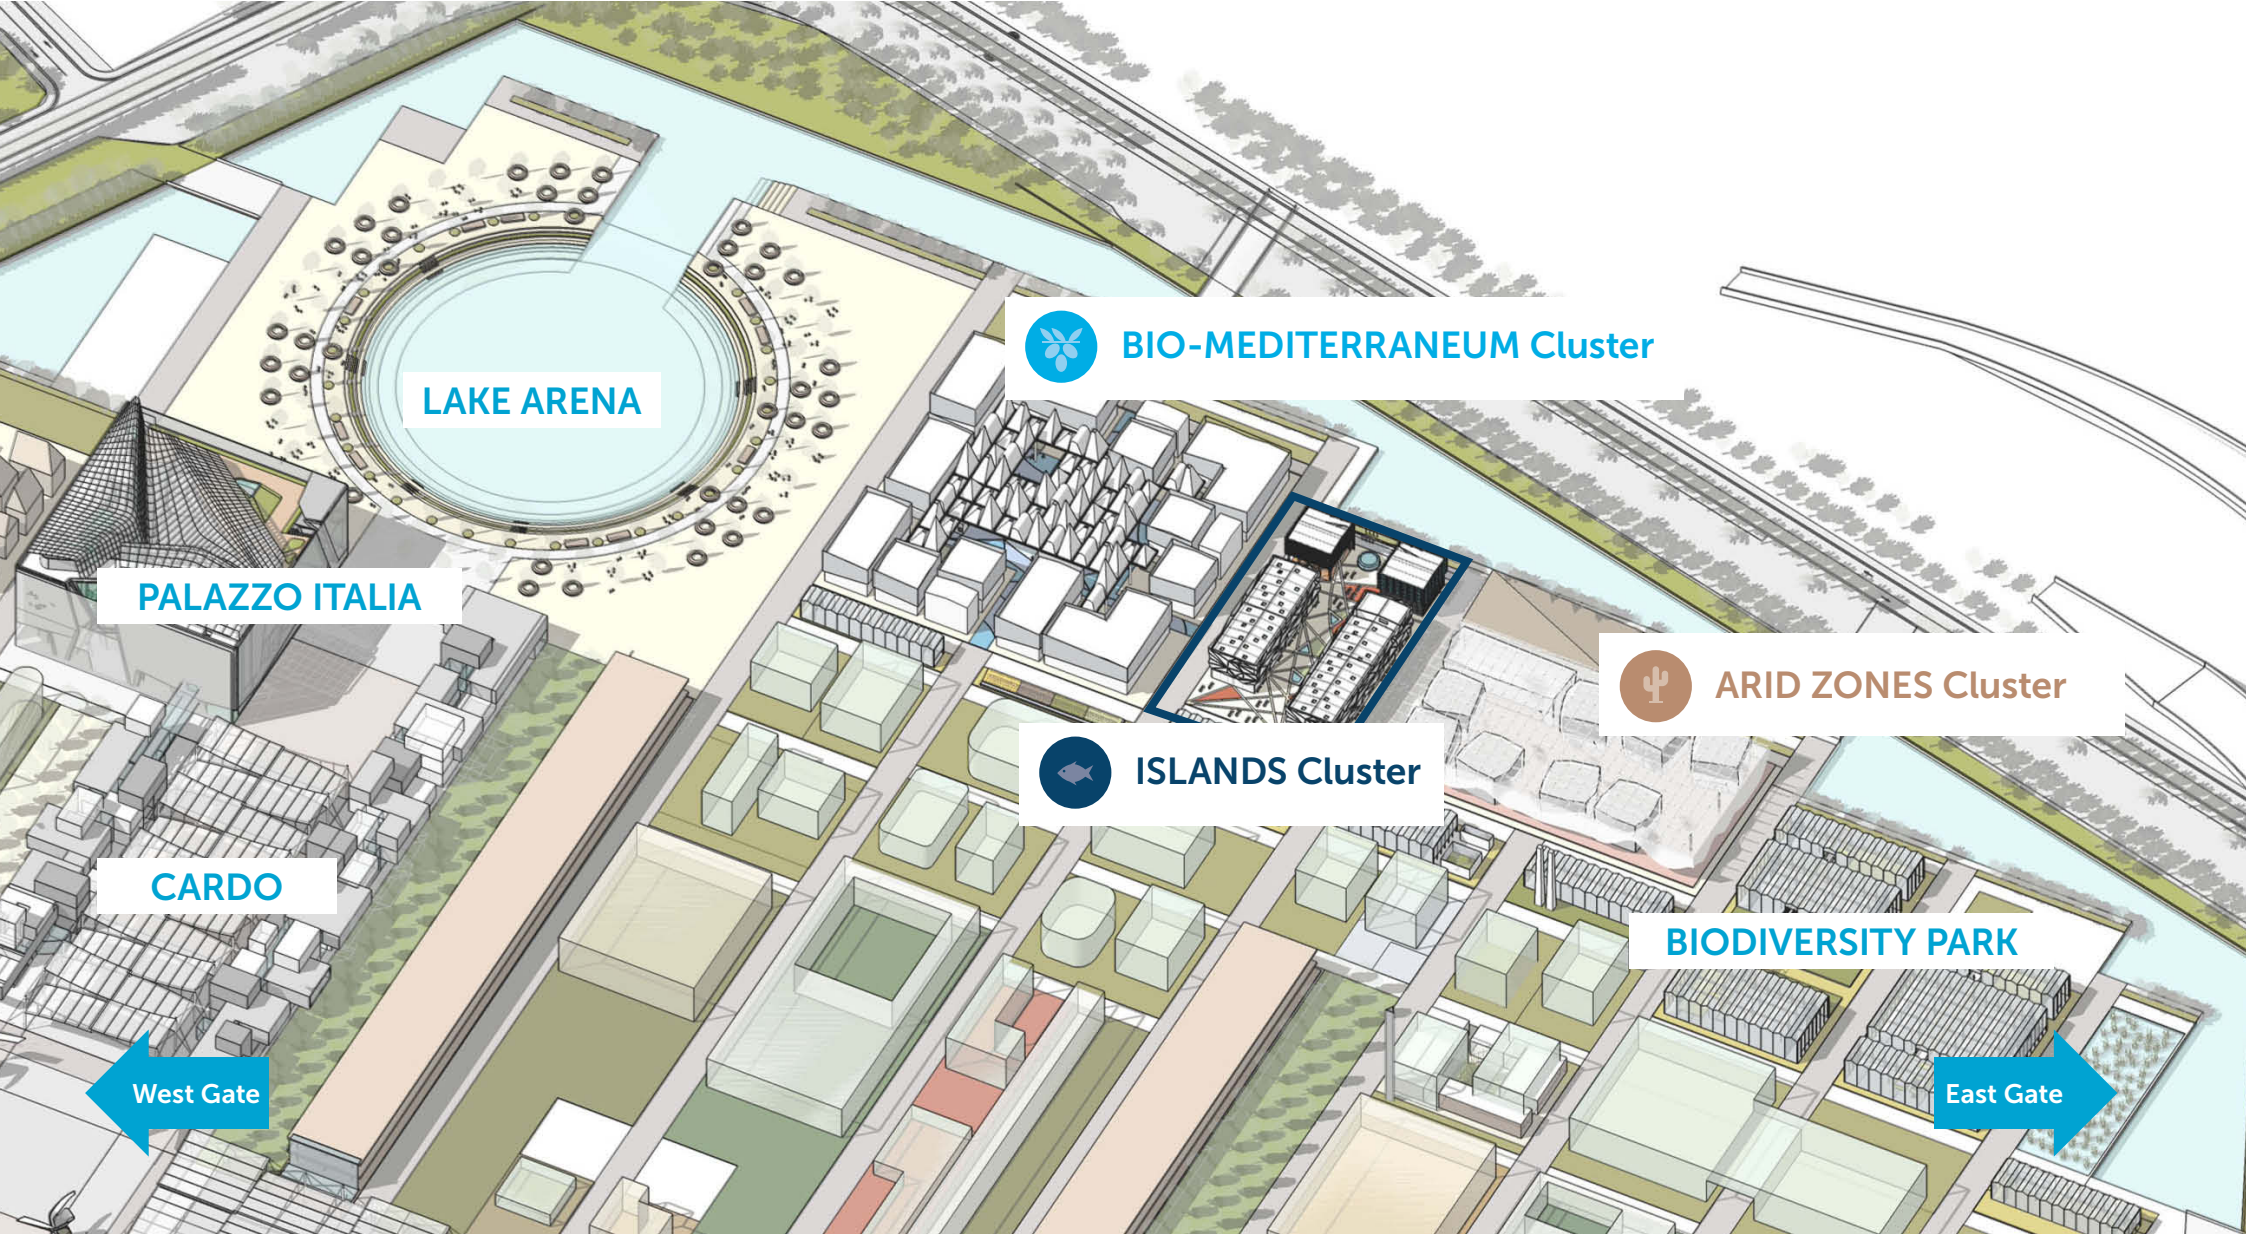 BIO-MEDITERRANEUM Cluster
LAKE ARENA
PALAZZO ITALIA
ARID ZONES Cluster
ISLANDS Cluster
CARDO
BIODIVERSITY PARK
West Gate
East Gate